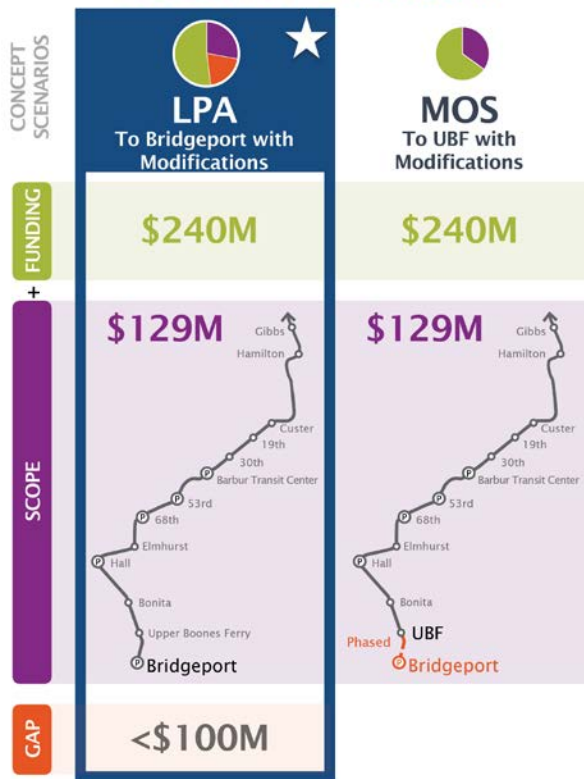 CONCEPT
SCENARIOS
LPA
To Bridgeport with
Modifications
MOS
To UBF with
Modifications
FUNDING
$240M
$240M
+
SCOPE
$129M
Gibbs
Hamilton
Custer
19th
30th
Barbur Transit Center
P
53rd
P
68th
P
Elmhurst
P
Hall
Bonita
Upper Boones Ferry
P
Bridgeport
$129M
Gibbs
Hamilton
Custer
19th
30th
Barbur Transit Center
P
53rd
P
68th
P
Elmhurst
P
Hall
Bonita
UBF
Phased
P
Bridgeport
GAP
<$100M